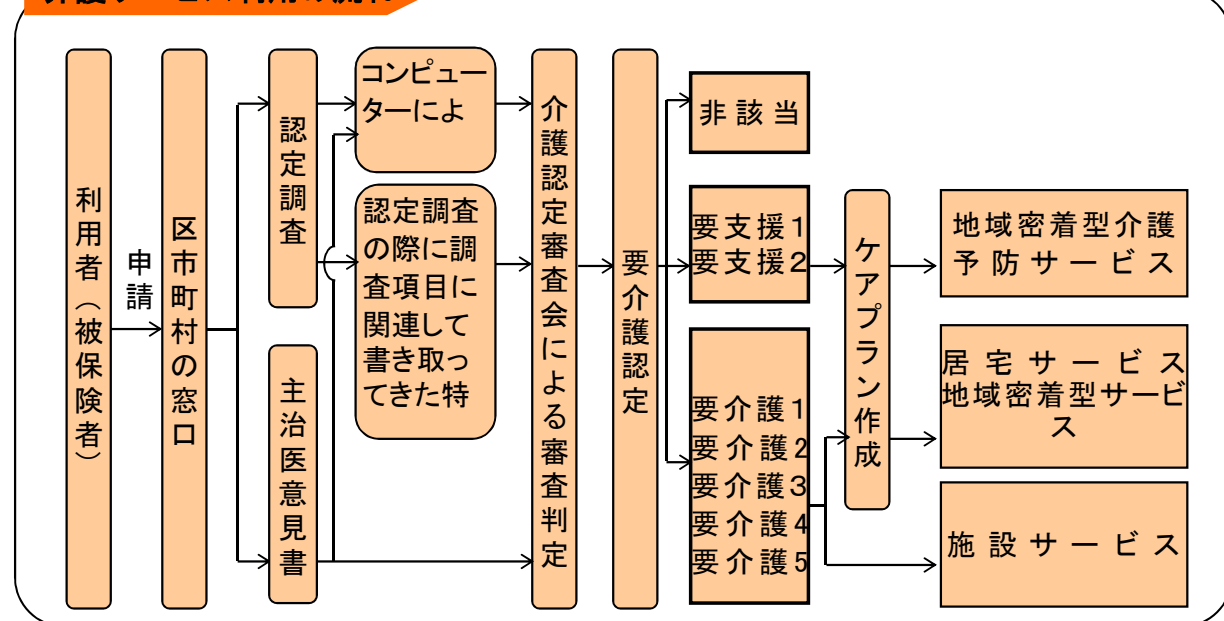 利用者（被保険者）
申請
区市町村の窓口
認定調査
主治医意見書
コンピュー
ターによ
認定調査
の際に調
査項目に
関連して
書き取っ
てきた特
介護認定審査会による審査判定
要介護認定
非該当
要支援１
要支援２
要介護１
要介護２
要介護３
要介護４
要介護５
ケアプラン作成
地域密着型介護
予防サービス
居宅サービス
地域密着型サービ
ス
施設サービス